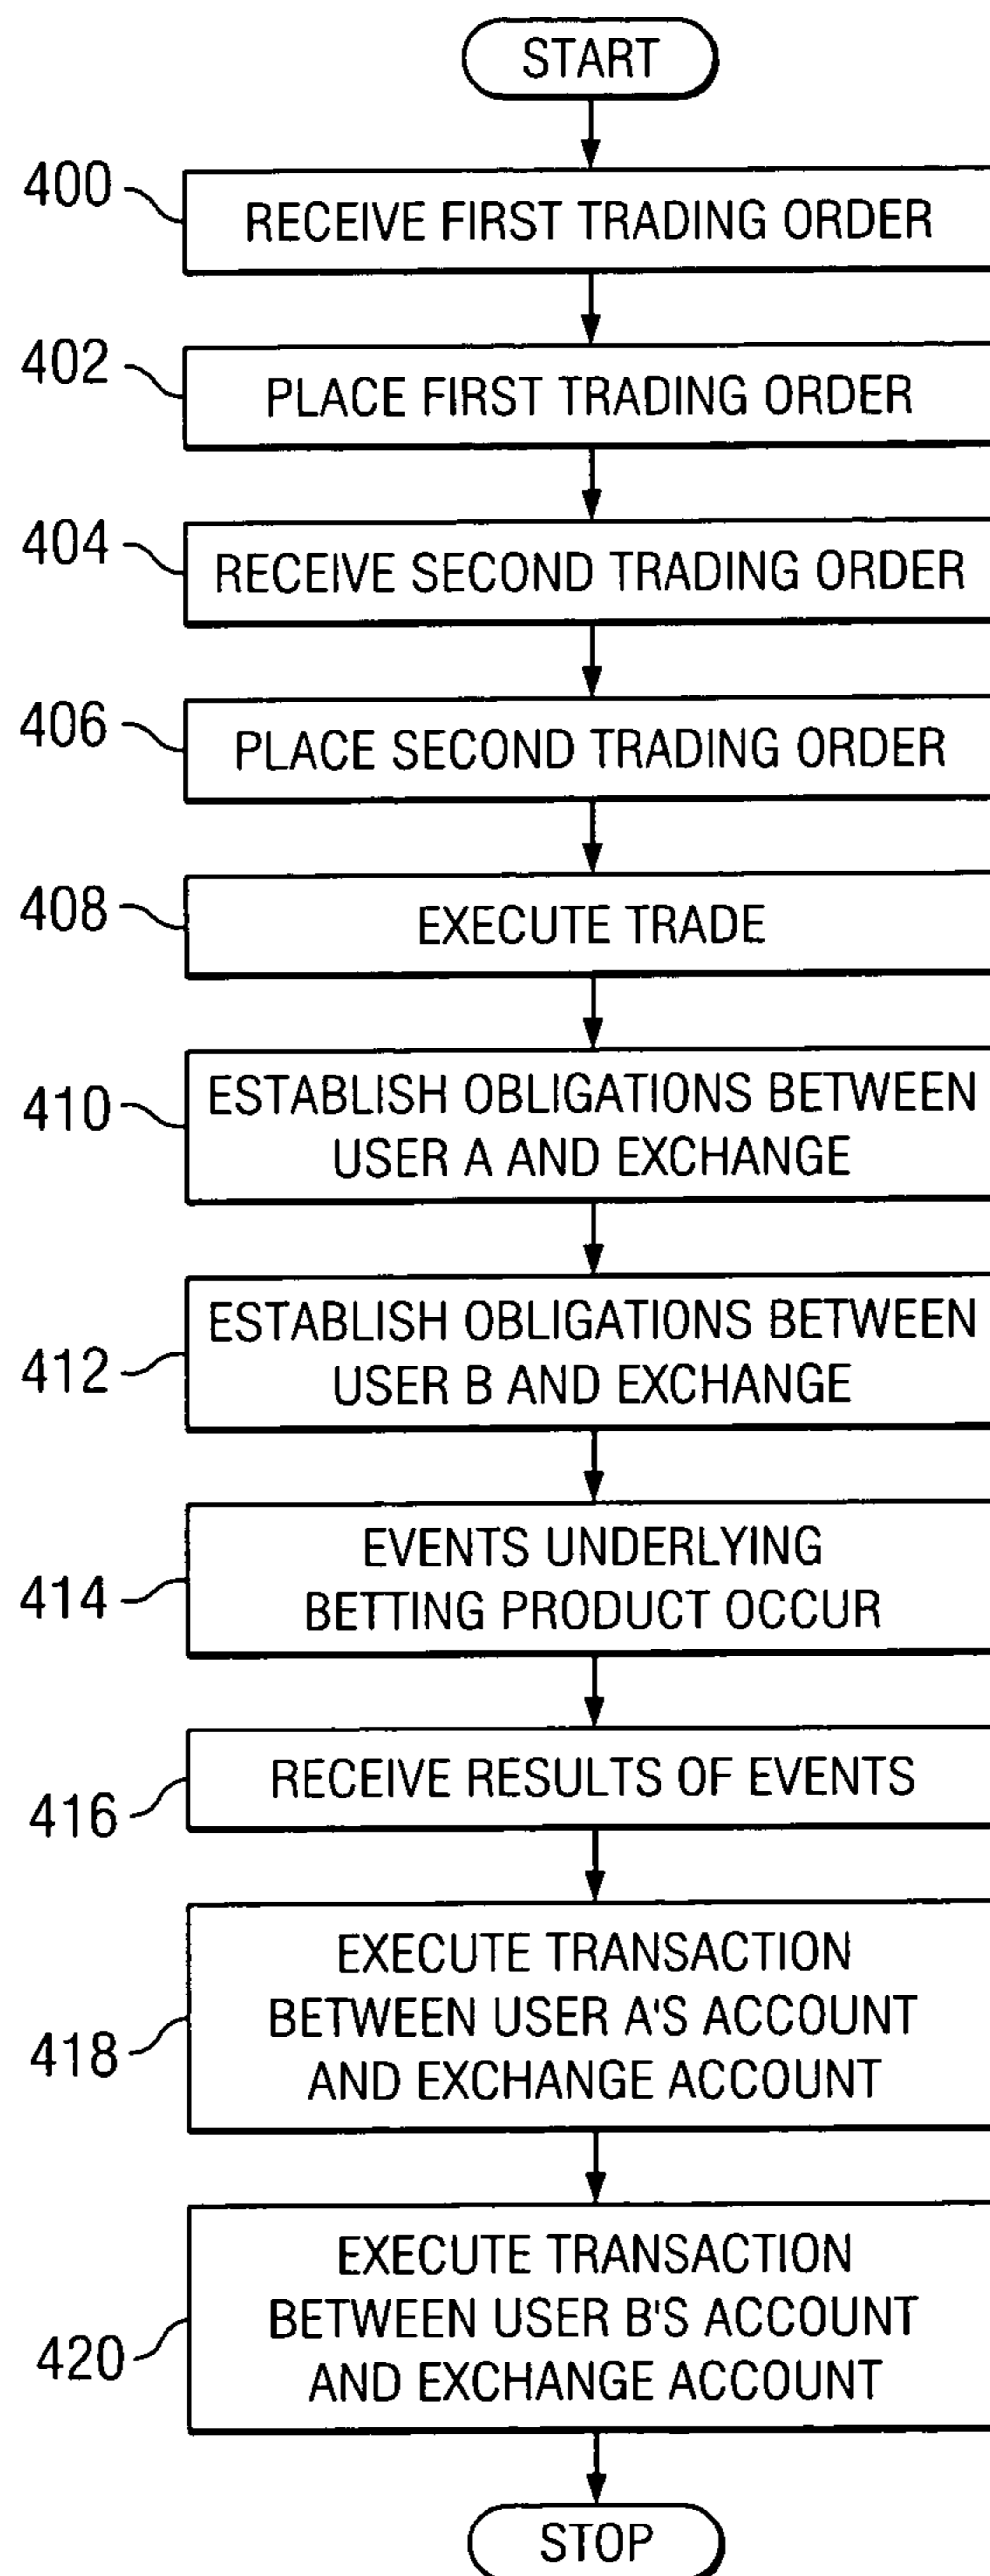 START
400
RECEIVE FIRST TRADING ORDER
402
PLACE FIRST TRADING ORDER
404
RECEIVE SECOND TRADING ORDER
406
PLACE SECOND TRADING ORDER
408
EXECUTE TRADE
410
ESTABLISH OBLIGATIONS BETWEEN
USER A AND EXCHANGE
412
ESTABLISH OBLIGATIONS BETWEEN
USER B AND EXCHANGE
414
EVENTS UNDERLYING
BETTING PRODUCT OCCUR
416
RECEIVE RESULTS OF EVENTS
418
EXECUTE TRANSACTION
BETWEEN USER A'S ACCOUNT
AND EXCHANGE ACCOUNT
420
EXECUTE TRANSACTION
BETWEEN USER B'S ACCOUNT
AND EXCHANGE ACCOUNT
STOP